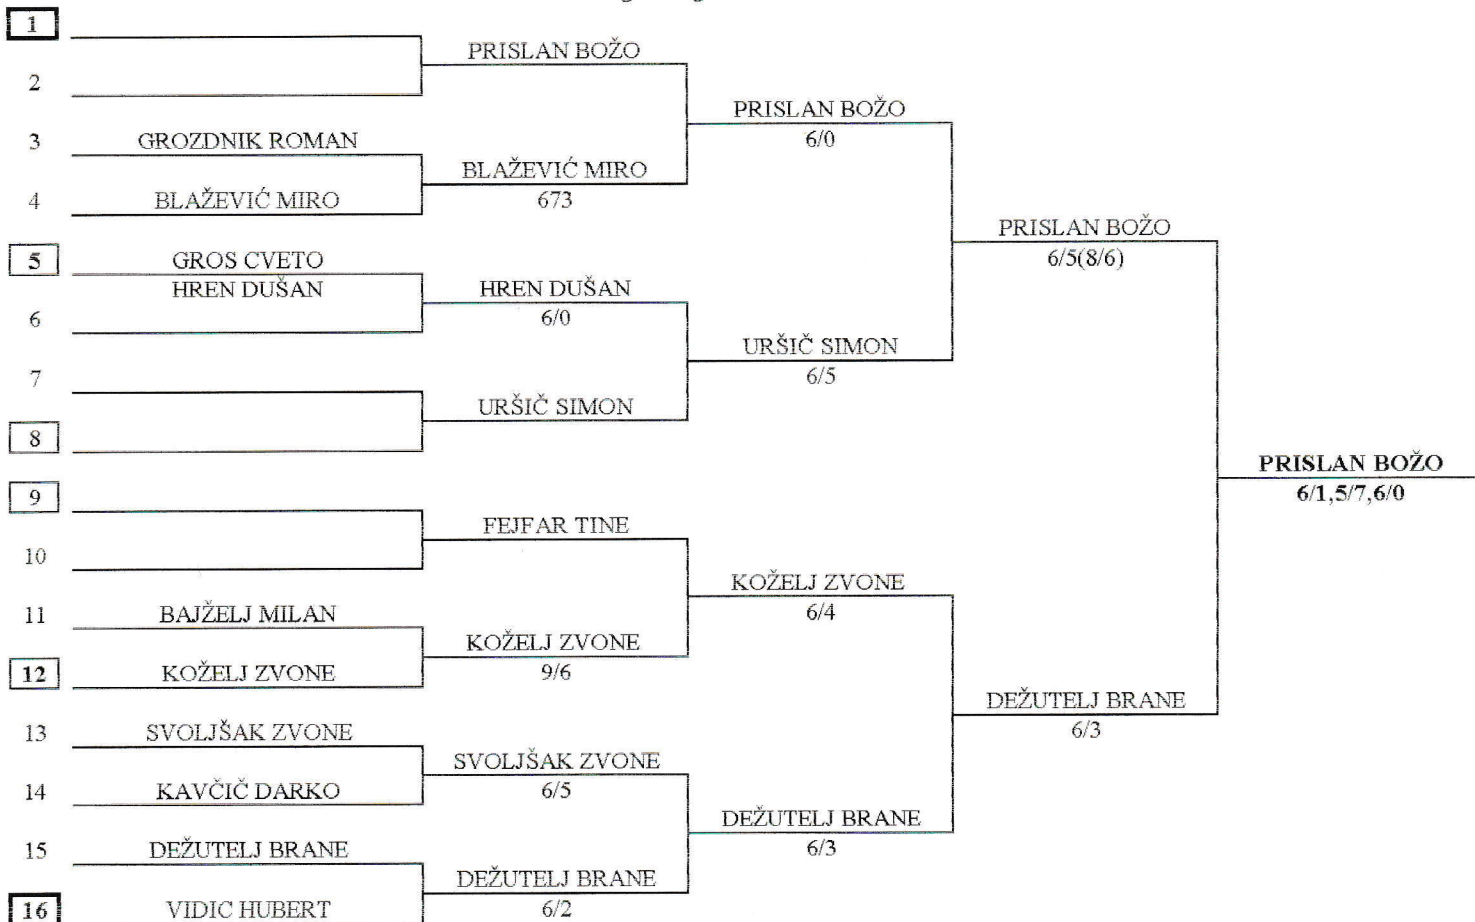 1
PRISLAN BOŽO
2
PRISLAN BOŽO
6/0
3 GROZDNIK ROMAN
BLAŽEVIĆ MIRO
673
4 BLAŽEVIĆ MIRO
PRISLAN BOŽO
6/5(8/6)
5 GROS CVETO
HREN DUŠAN
HREN DUŠAN
6/0
6
URŠIČ SIMON
6/5
7
URŠIČ SIMON
8
PRISLAN BOŽO
6/1,5/7,6/0
9
FEJFAR TINE
10
KOŽELJ ZVONE
6/4
11 BAJŽELJ MILAN
KOŽELJ ZVONE
9/6
12 KOŽELJ ZVONE
DEŽUTELJ BRANE
6/3
13 SVOLJŠAK ZVONE
SVOLJŠAK ZVONE
6/5
14 KAVČIČ DARKO
DEŽUTELJ BRANE
6/3
15 DEŽUTELJ BRANE
DEŽUTELJ BRANE
6/2
16 VIDIC HUBERT